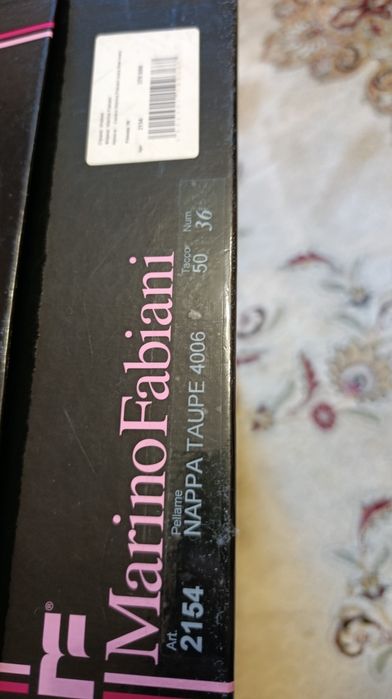 MarinoFabiani
®
Art. Pellame Tacco Num.
2154 NAPPA TAUPE 4006 50 36